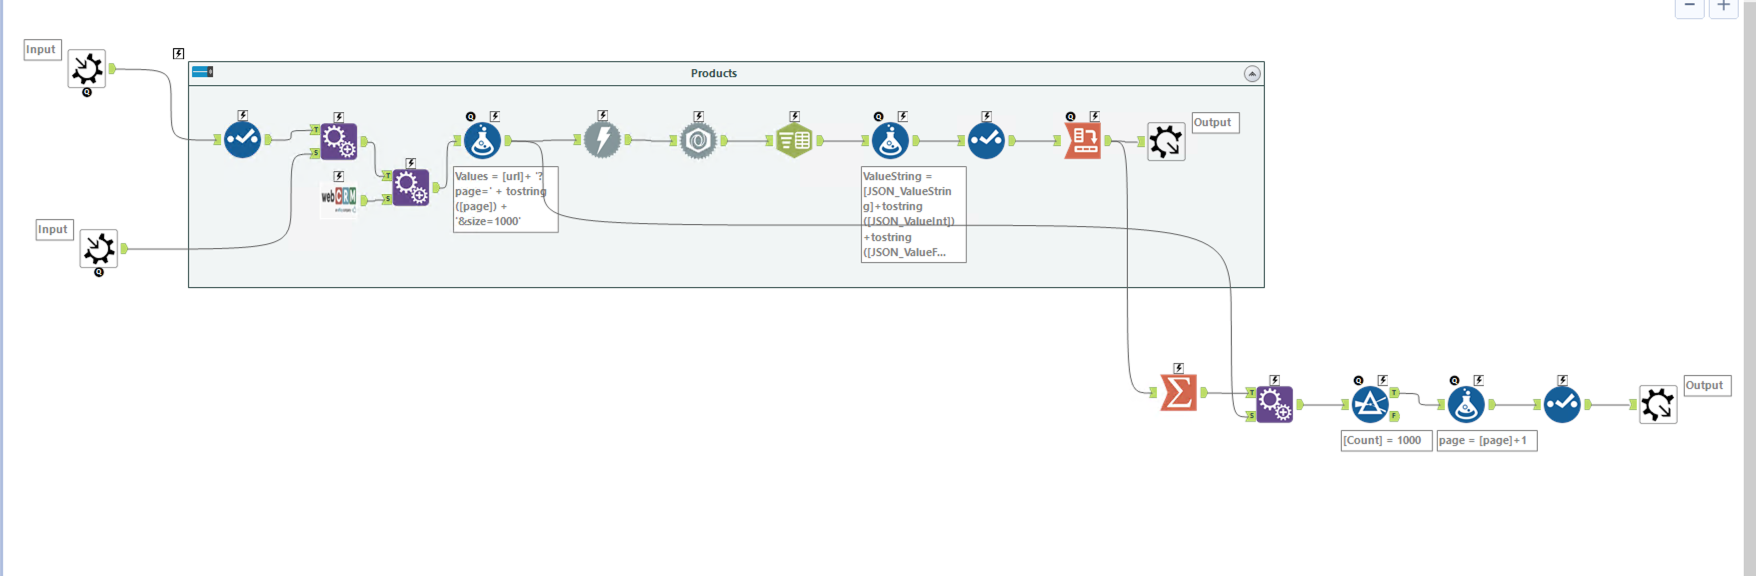 Input
Products
Output
Values = [url]+ '?
page=' + tostring
([page]) +
'&size=1000'
ValueString =
[JSON_ValueStrin
g]+tostring
([JSON_ValueInt])
+tostring
([JSON_ValueF...
webCRM
Input
Output
[Count] = 1000
page = [page]+1